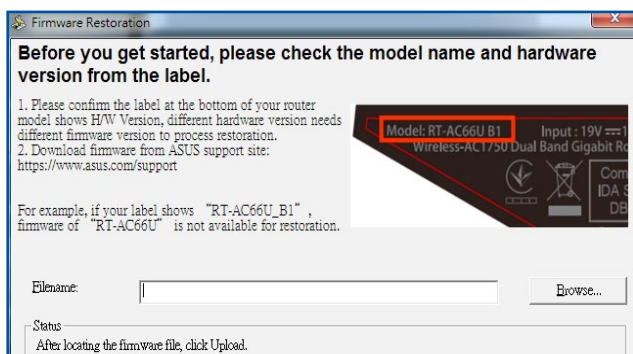 Firmware Restoration
Before you get started, please check the model name and hardware
version from the label.
1. Please confirm the label at the bottom of your router
model shows H/W Version, different hardware version needs
different firmware version to process restoration.
2. Download firmware from ASUS support site:
https://www.asus.com/support
For example, if your label shows “RT-AC66U_B1”,
firmware of “RT-AC66U” is not available for restoration.
Model: RT-AC66U B1 Input : 19V
Wireless-AC1750 Dual Band Gigabit
Com
IDA S
DB
Filename:
Browse...
Status
After locating the firmware file, click Upload.